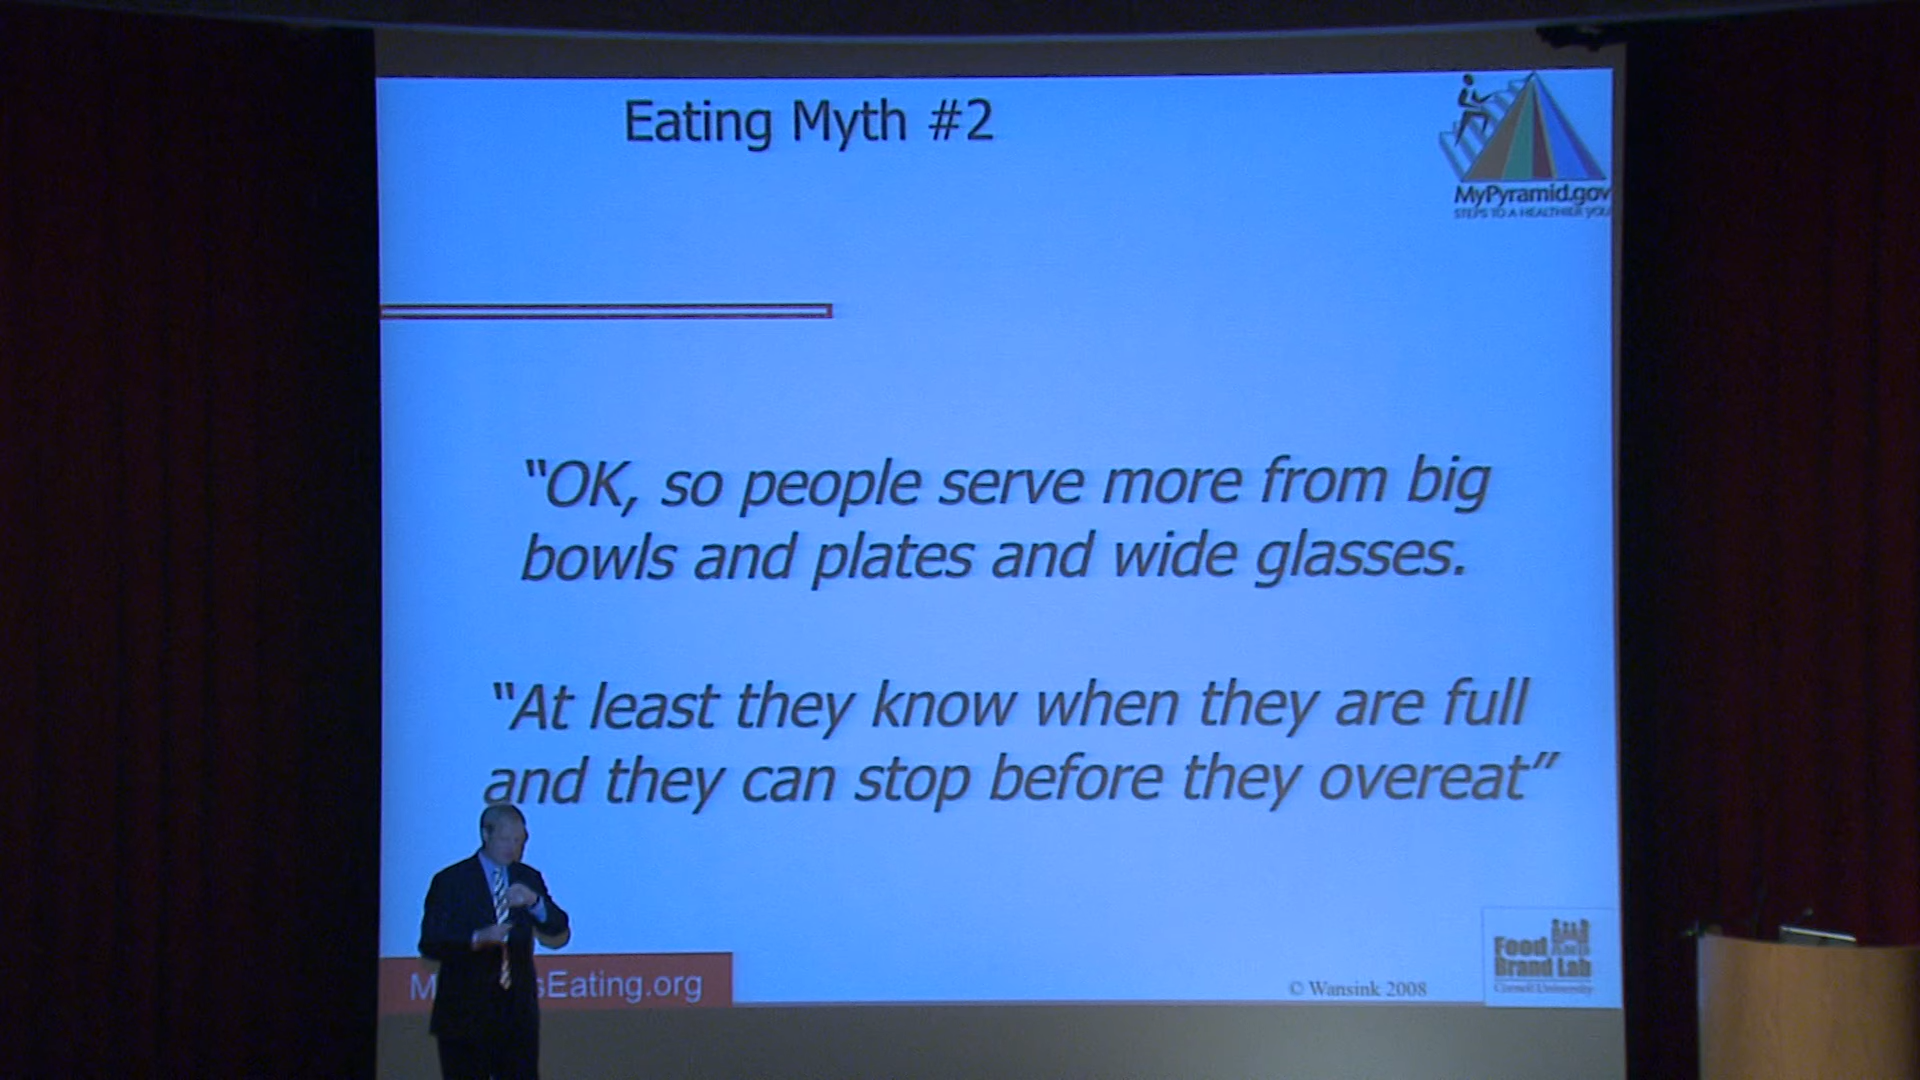 Eating Myth #2
MyPyramid.gov
STEPS TO A HEALTHIER YOU
“OK, so people serve more from big
bowls and plates and wide glasses.
“At least they know when they are full
and they can stop before they overeat”
M sEating.org
© Wansink 2008
Food AND
Brand Lab
Cornell University